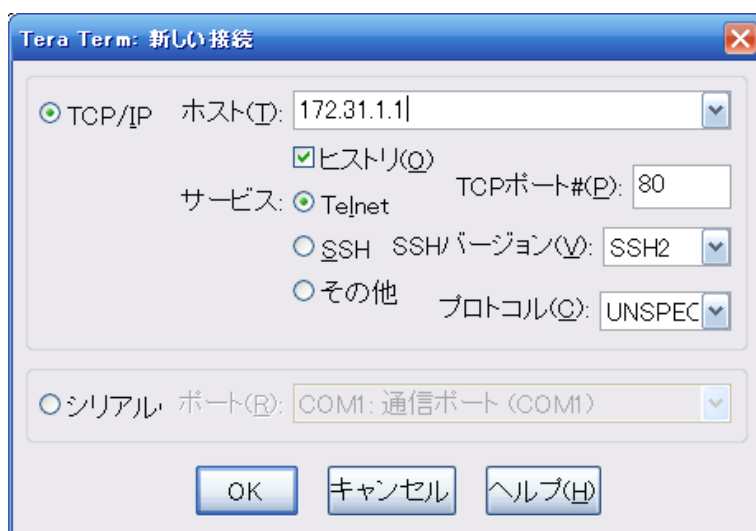 Tera Term: 新しい接続
TCP/IP ホスト(T): 172.31.1.1
ヒストリ(O)
サービス: Telnet TCPポート#(P): 80
SSH SSHバージョン(V): SSH2
その他 プロトコル(C): UNSPEC
シリアル ポート(R): COM1: 通信ポート (COM1)
OK キャンセル ヘルプ(H)